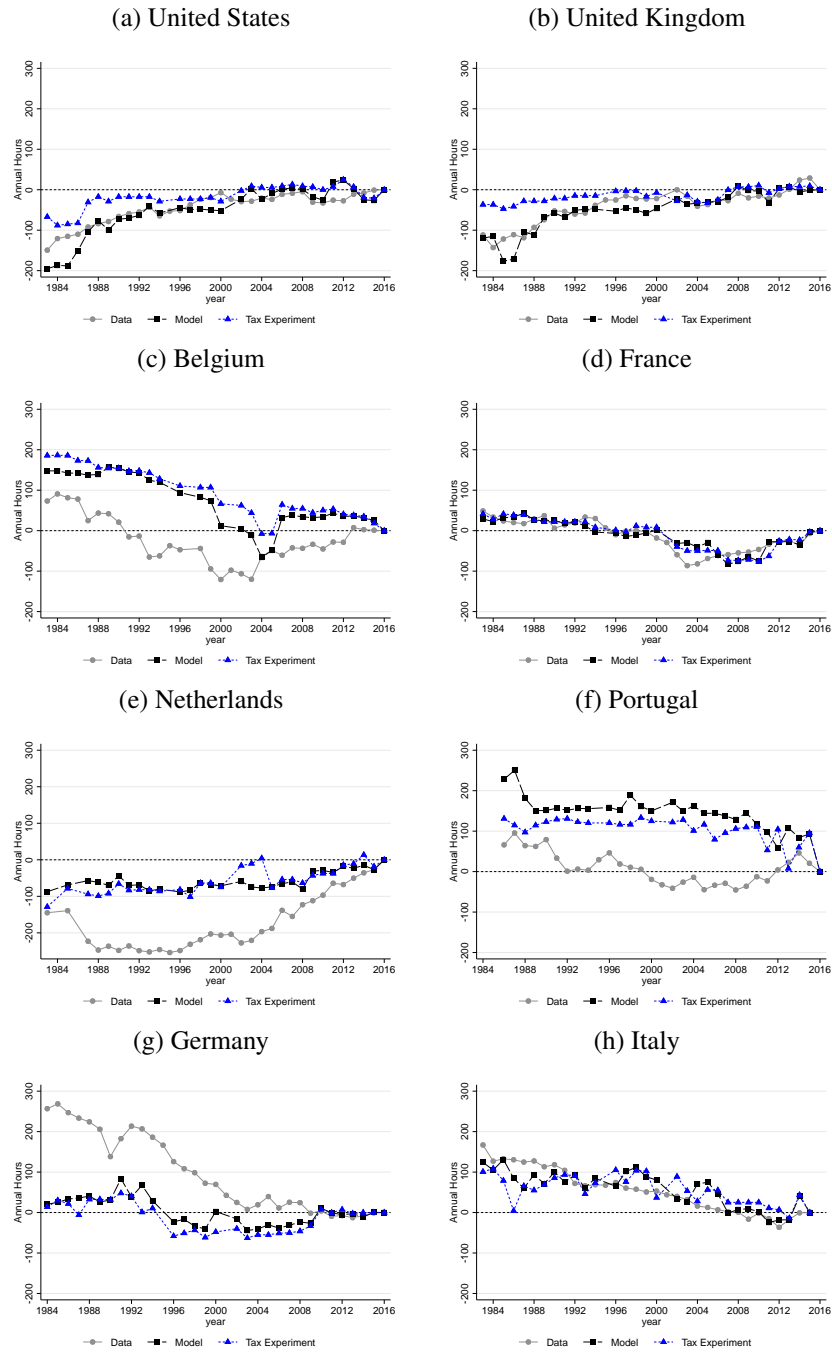 (a) United States
(b) United Kingdom
300
200
100
0
-100
-200
Annual Hours
1984 1988 1992 1996 2000 2004 2008 2012 2016
year
Data Model Tax Experiment
300
200
100
0
-100
-200
Annual Hours
1984 1988 1992 1996 2000 2004 2008 2012 2016
year
Data Model Tax Experiment
(c) Belgium
(d) France
300
200
100
0
-100
-200
Annual Hours
1984 1988 1992 1996 2000 2004 2008 2012 2016
year
Data Model Tax Experiment
300
200
100
0
-100
-200
Annual Hours
1984 1988 1992 1996 2000 2004 2008 2012 2016
year
Data Model Tax Experiment
(e) Netherlands
(f) Portugal
300
200
100
0
-100
-200
Annual Hours
1984 1988 1992 1996 2000 2004 2008 2012 2016
year
Data Model Tax Experiment
300
200
100
0
-100
-200
Annual Hours
1984 1988 1992 1996 2000 2004 2008 2012 2016
year
Data Model Tax Experiment
(g) Germany
(h) Italy
300
200
100
0
-100
-200
Annual Hours
1984 1988 1992 1996 2000 2004 2008 2012 2016
year
Data Model Tax Experiment
300
200
100
0
-100
-200
Annual Hours
1984 1988 1992 1996 2000 2004 2008 2012 2016
year
Data Model Tax Experiment